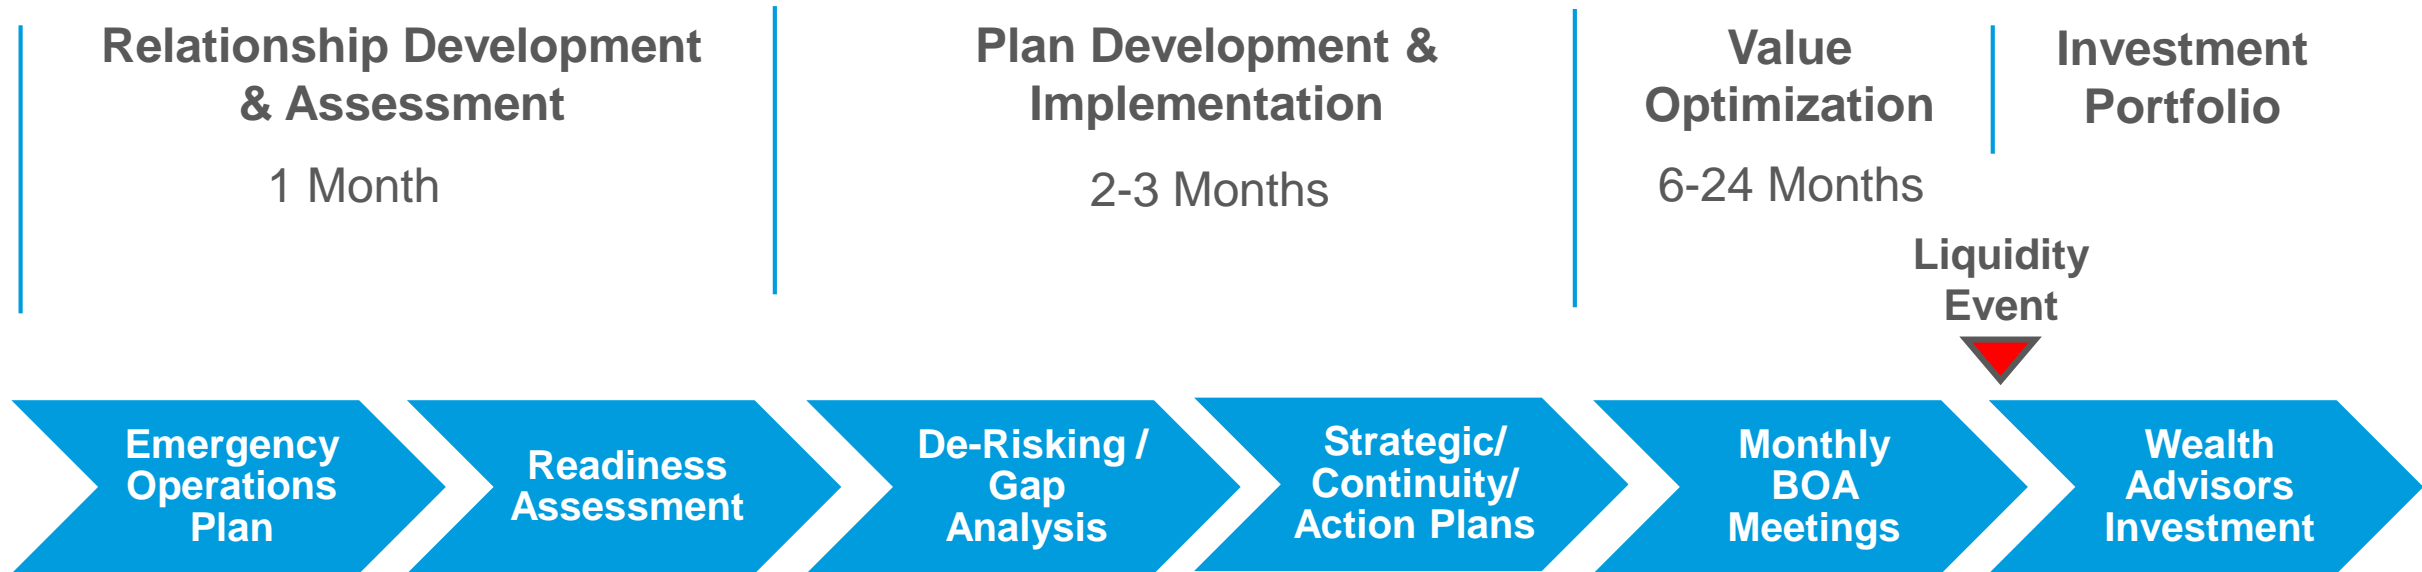 Relationship Development
& Assessment
1 Month
Plan Development &
Implementation
2-3 Months
Value
Optimization
6-24 Months
Investment
Portfolio
Liquidity
Event
Emergency
Operations
Plan
Readiness
Assessment
De-Risking /
Gap
Analysis
Strategic/
Continuity/
Action Plans
Monthly
BOA
Meetings
Wealth
Advisors
Investment